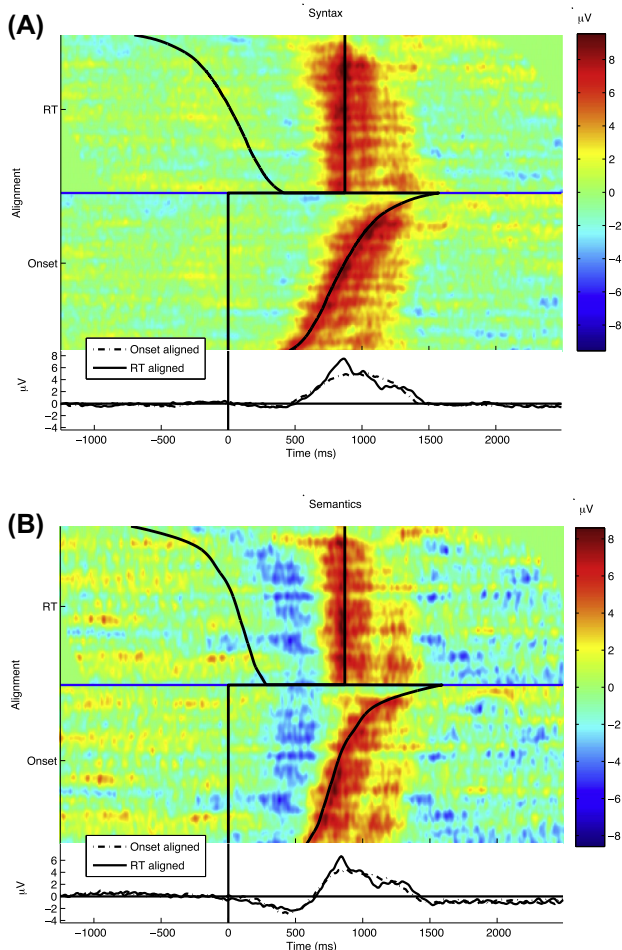 (A)
Syntax
µV
RT
Alignment
Onset
8
6
4
2
0
−2
−4
−6
−8
Onset aligned
RT aligned
µV
8
6
4
2
0
−2
−4
−1000 −500 0 500 1000 1500 2000
Time (ms)
(B)
Semantics
µV
RT
Alignment
Onset
8
6
4
2
0
−2
−4
−6
−8
Onset aligned
RT aligned
µV
6
4
2
0
−2
−4
−1000 −500 0 500 1000 1500 2000
Time (ms)